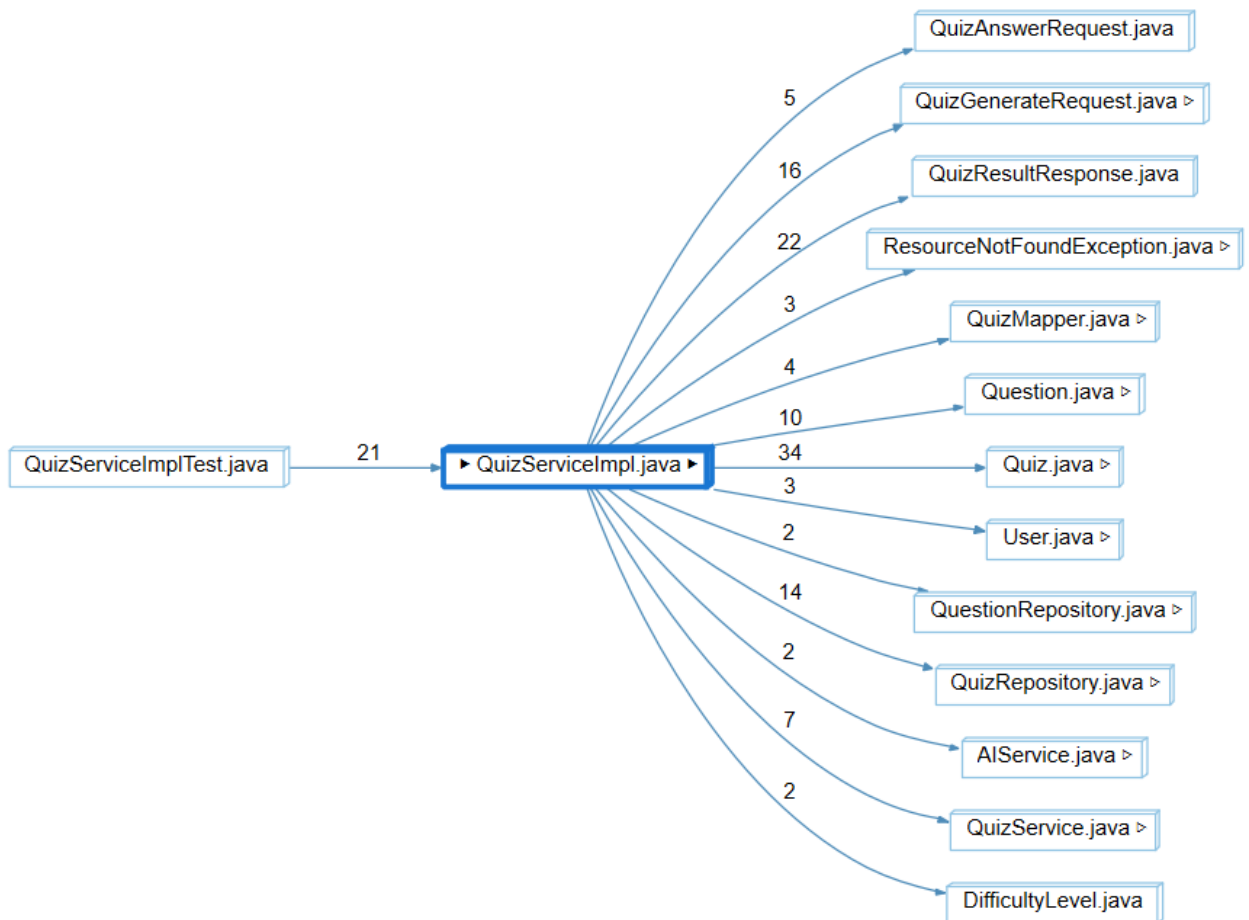 QuizAnswerRequest.java
5
QuizGenerateRequest.java
16
QuizResultResponse.java
22
ResourceNotFoundException.java
3
QuizMapper.java
4
Question.java
10
QuizServiceImplTest.java
21
QuizServiceImpl.java
34
Quiz.java
3
User.java
2
QuestionRepository.java
14
QuizRepository.java
2
AIService.java
7
QuizService.java
2
DifficultyLevel.java